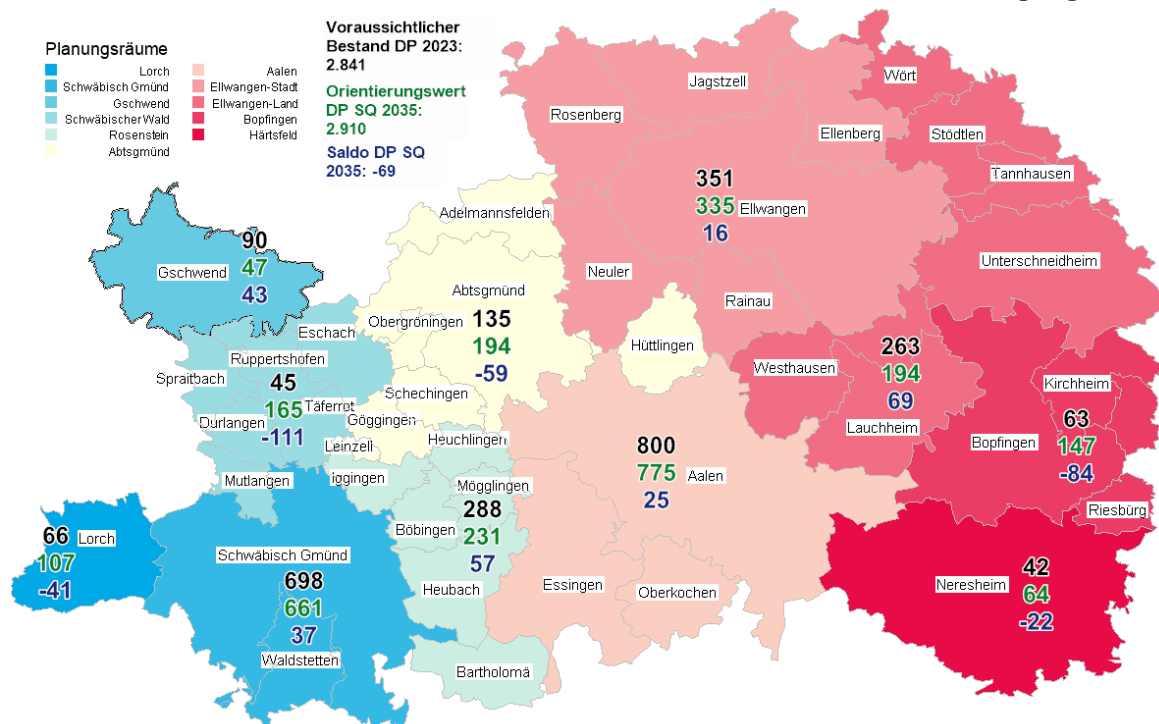 Planungsräume
Lorch
Schwäbisch Gmünd
Gschwend
Schwäbischer Wald
Rosenstein
Abtsgmünd
Aalen
Ellwangen-Stadt
Ellwangen-Land
Bopfingen
Härtsfeld
Voraussichtlicher
Bestand DP 2023:
2.841
Orientierungswert
DP SQ 2035:
2.910
Saldo DP SQ
2035: -69
Wört
Jagstzell
Rosenberg
Ellenberg
Stödtlen
Tannhausen
351
335 Ellwangen
16
Adelmannsfelden
90
Gschwend 47
43
Neuler
Unterschneidheim
Rainau
Abtsgmünd
Obergröningen 135
194
-59
Eschach
Hüttlingen
263
194
69
Westhausen
Lauchheim
Ruppertshofen
Spraitbach
45
165
-111
Täferrot
Durlangen
Schechingen
Göggingen
Leinzell
Heuchlingen
Kirchheim
63
147
-84
Bopfingen
Riesbürg
800
775 Aalen
25
Mutlangen
Iggingen
Mögglingen
288
231
57
Böbingen
66
Lorch
107
-41
Schwäbisch Gmünd
698
661
37
Waldstetten
Heubach
Essingen
Oberkochen
Bartholomä
42
Neresheim 64
-22